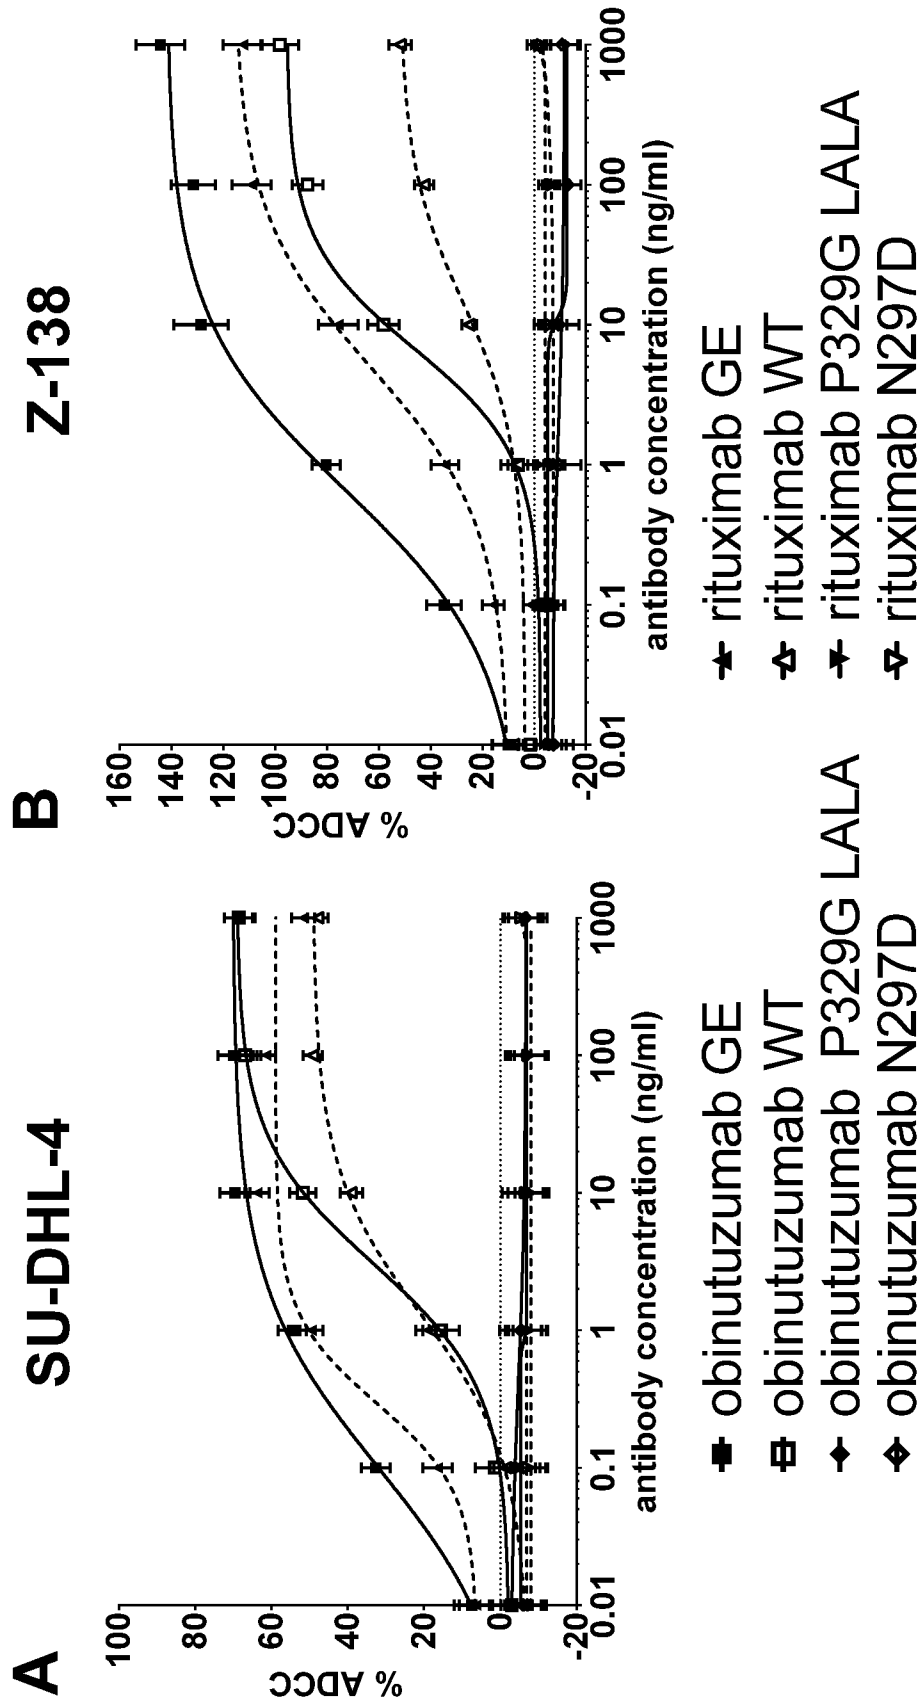 A
SU-DHL-4
% ADCC
100
80
60
40
20
0
-20
0.01
0.1
1
10
100
1000
antibody concentration (ng/ml)
B
Z-138
% ADCC
160
140
120
100
80
60
40
20
0
-20
0.01
0.1
1
10
100
1000
antibody concentration (ng/ml)
obinutuzumab GE
obinutuzumab WT
obinutuzumab P329G LALA
obinutuzumab N297D
rituximab GE
rituximab WT
rituximab P329G LALA
rituximab N297D